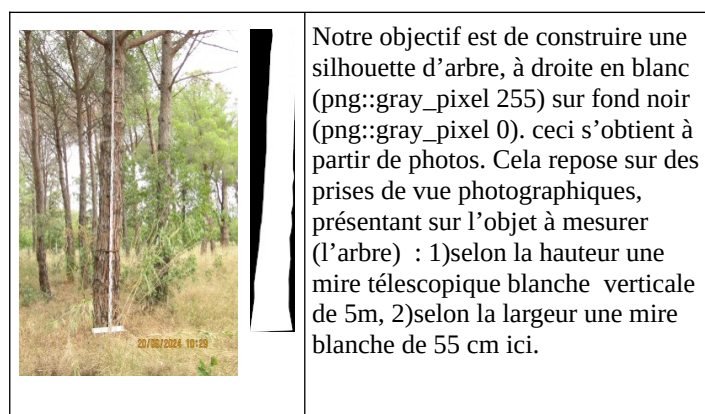 Notre objectif est de construire une
silhouette d’arbre, à droite en blanc
(png::gray_pixel 255) sur fond noir
(png::gray_pixel 0). ceci s’obtient à
partir de photos. Cela repose sur des
prises de vue photographiques,
présentant sur l’objet à mesurer
(l’arbre)  : 1)selon la hauteur une
mire télescopique blanche  verticale
de 5m, 2)selon la largeur une mire
blanche de 55 cm ici.
20/08/2024 10:29